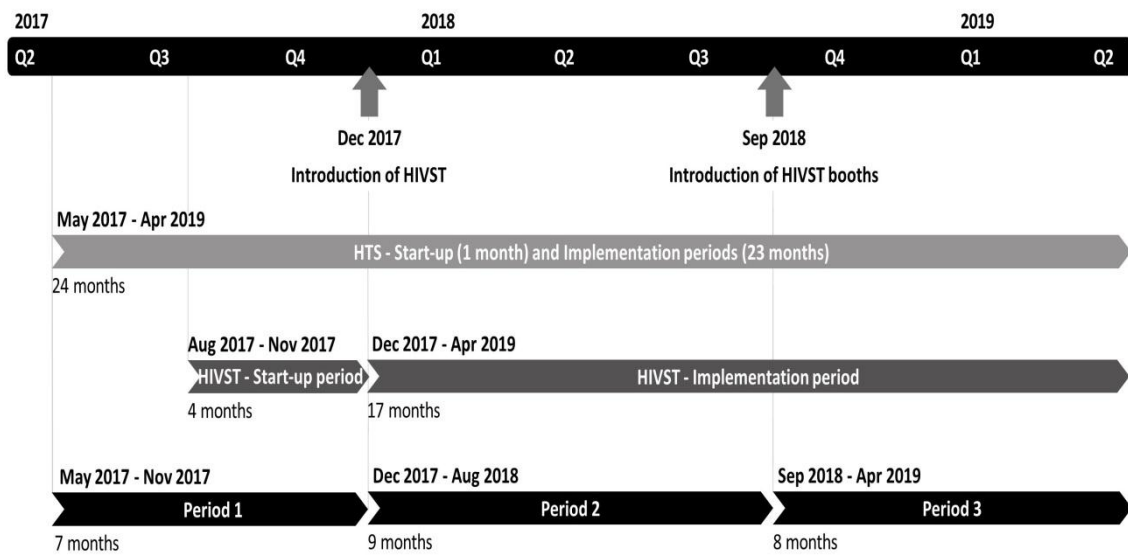 2017 2018 2019
Q2 Q3 Q4 Q1 Q2 Q3 Q4 Q1 Q2
Dec 2017 Sep 2018
Introduction of HIVST Introduction of HIVST booths
May 2017 - Apr 2019
HTS - Start-up (1 month) and Implementation periods (23 months)
24 months
Aug 2017 - Nov 2017 Dec 2017 - Apr 2019
HIVST - Start-up period HIVST - Implementation period
4 months 17 months
May 2017 - Nov 2017 Dec 2017 - Aug 2018 Sep 2018 - Apr 2019
Period 1 Period 2 Period 3
7 months 9 months 8 months